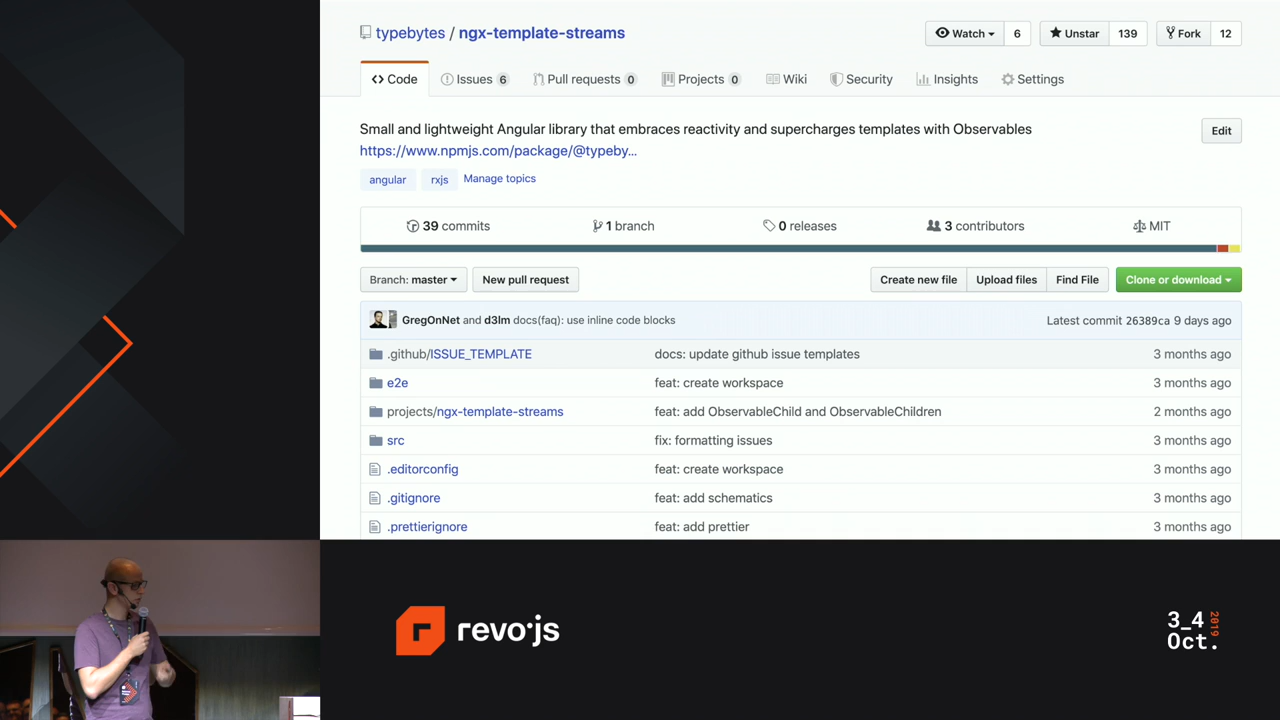 typebytes / ngx-template-streams
Watch 6 Unstar 139 Fork 12
Code Issues 6 Pull requests 0 Projects 0 Wiki Security Insights Settings
Small and lightweight Angular library that embraces reactivity and supercharges templates with Observables
Edit
https://www.npmjs.com/package/@typeby...
angular rxjs Manage topics
39 commits 1 branch 0 releases 3 contributors MIT
Branch: master New pull request Create new file Upload files Find File Clone or download
GregOnNet and d3lm docs(faq): use inline code blocks Latest commit 26389ca 9 days ago
.github/ISSUE_TEMPLATE docs: update github issue templates 3 months ago
e2e feat: create workspace 3 months ago
projects/ngx-template-streams feat: add ObservableChild and ObservableChildren 2 months ago
src fix: formatting issues 3 months ago
.editorconfig feat: create workspace 3 months ago
.gitignore feat: add schematics 3 months ago
.prettierignore feat: add prettier 3 months ago
r revo·js
3_4 2019
Oct.